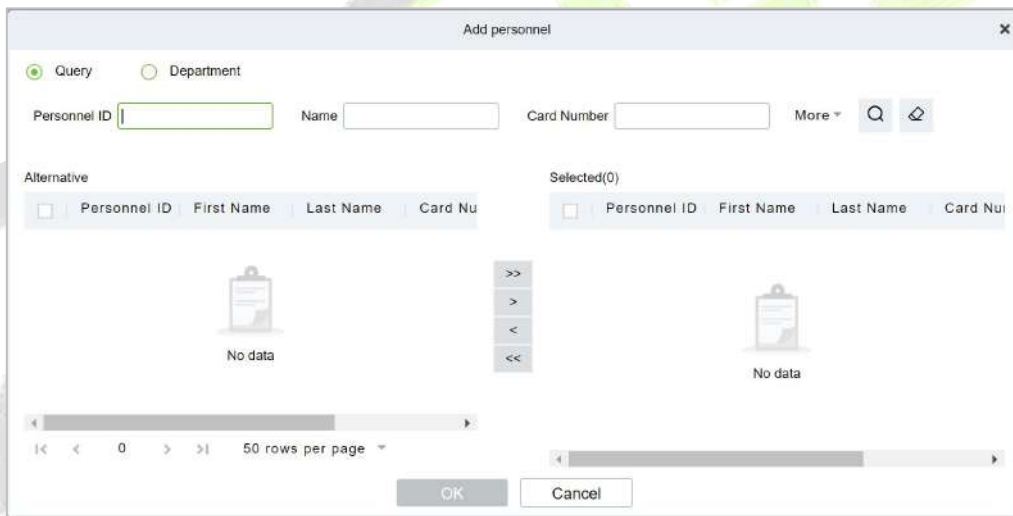 Add personnel
Query Department
Personnel ID Name Card Number More
Alternative Selected(0)
Personnel ID First Name Last Name Card Nu Personnel ID First Name Last Name Card Nu
>>
>
<
<<
No data
No data
0 50 rows per page
OK Cancel